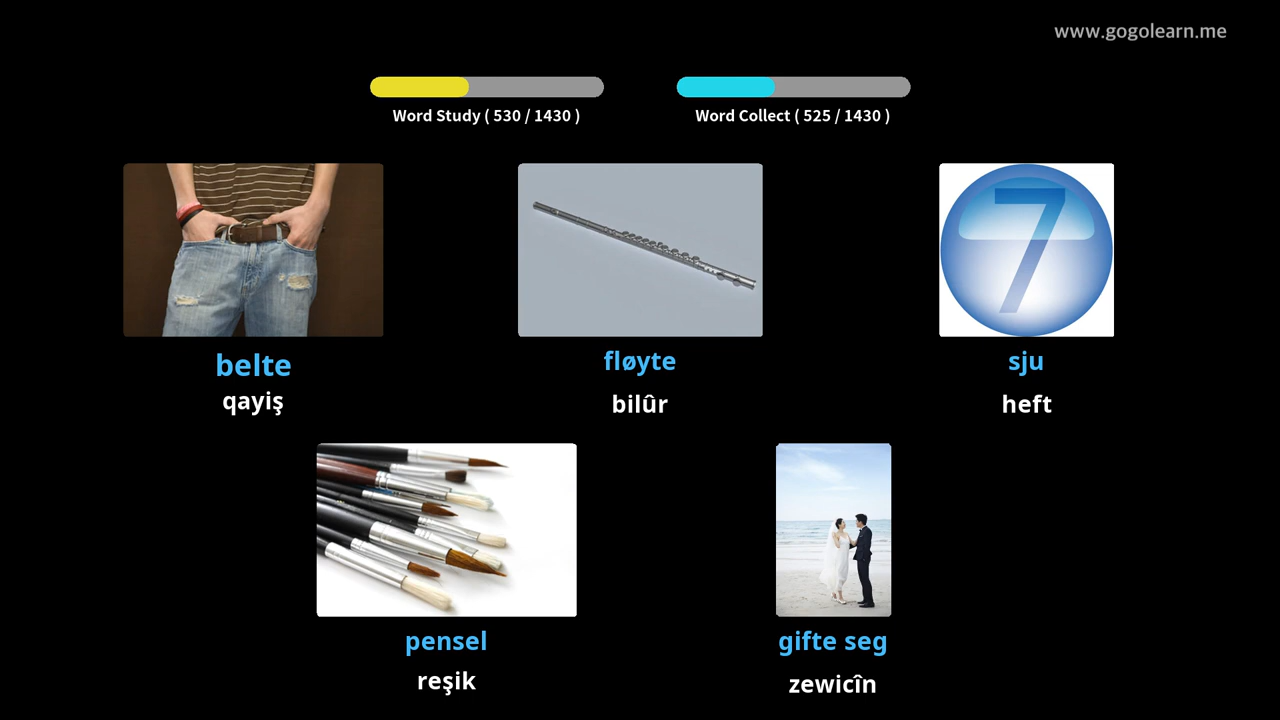 www.gogolearn.me
Word Study ( 530 / 1430 )
Word Collect ( 525 / 1430 )
belte
qayiş
fløyte
bilûr
7
sju
heft
pensel
reşik
gifte seg
zewicîn